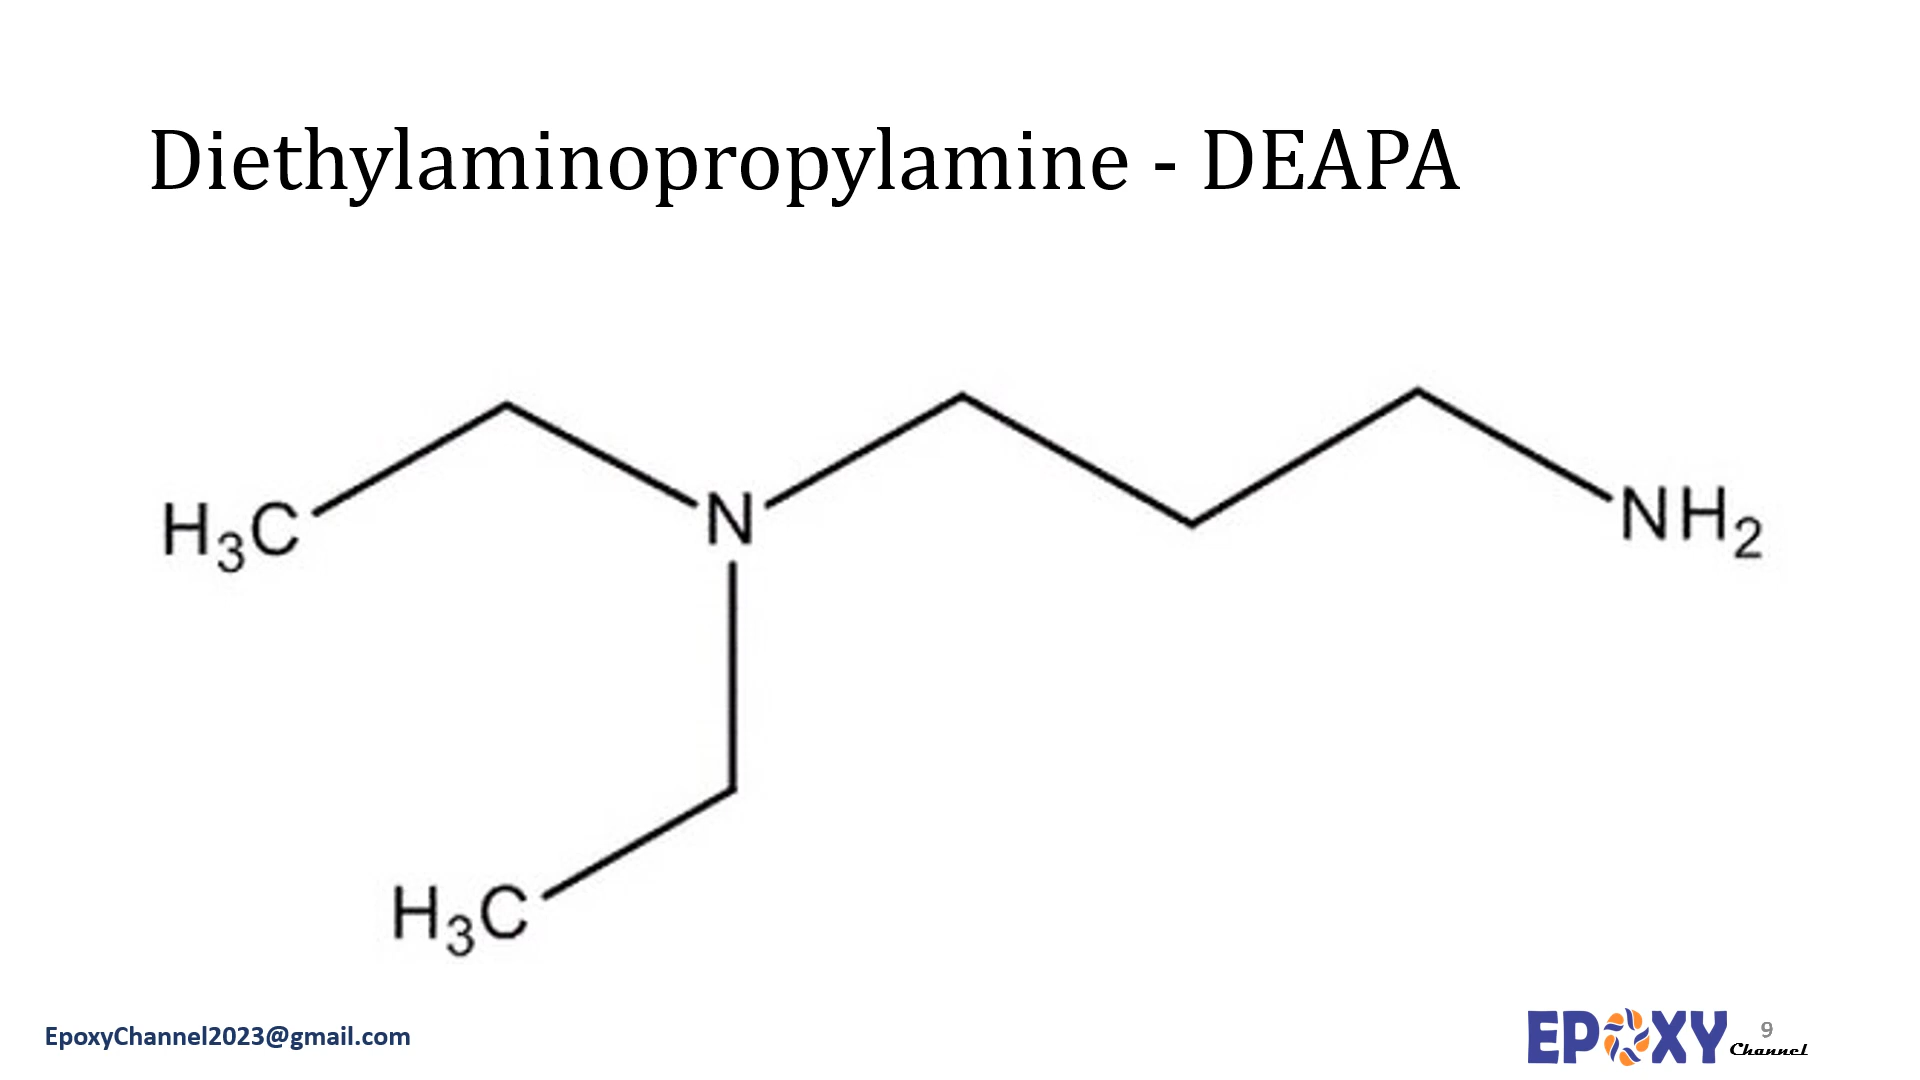 Diethylaminopropylamine - DEAPA
H₃C
N
NH₂
H₃C
EpoxyChannel2023@gmail.com
EPOXY
Channel
9